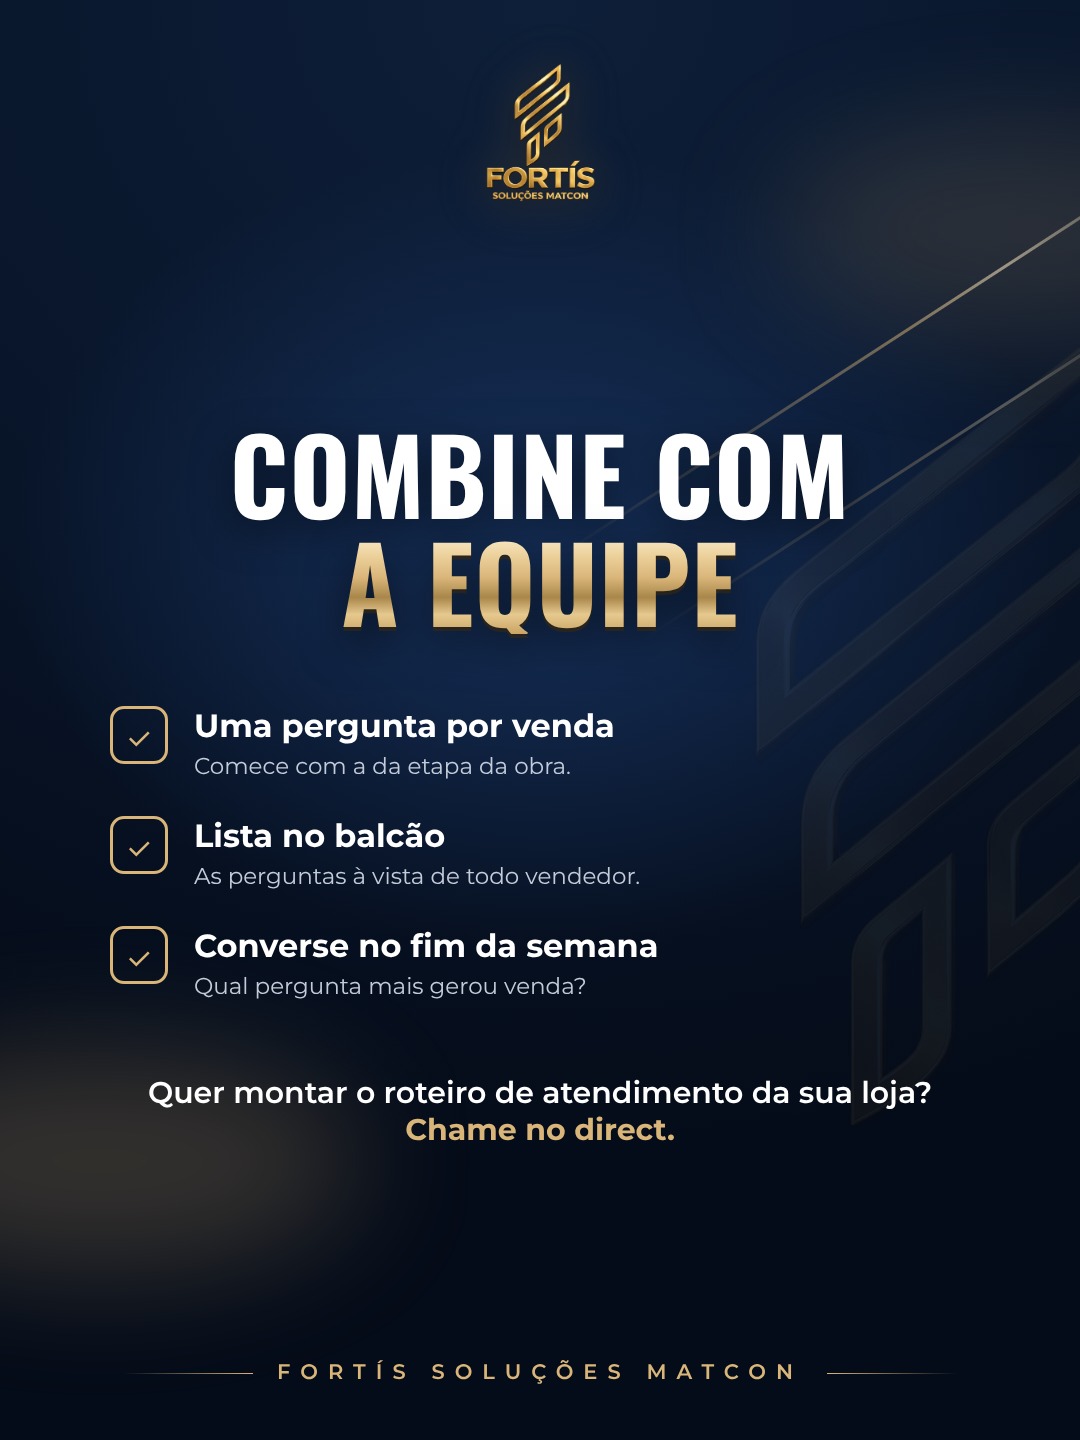 FORTÍS
SOLUÇÕES MATCON
COMBINE COM
A EQUIPE
Uma pergunta por venda
Comece com a da etapa da obra.
Lista no balcão
As perguntas à vista de todo vendedor.
Converse no fim da semana
Qual pergunta mais gerou venda?
Quer montar o roteiro de atendimento da sua loja?
Chame no direct.
FORTÍS SOLUÇÕES MATCON